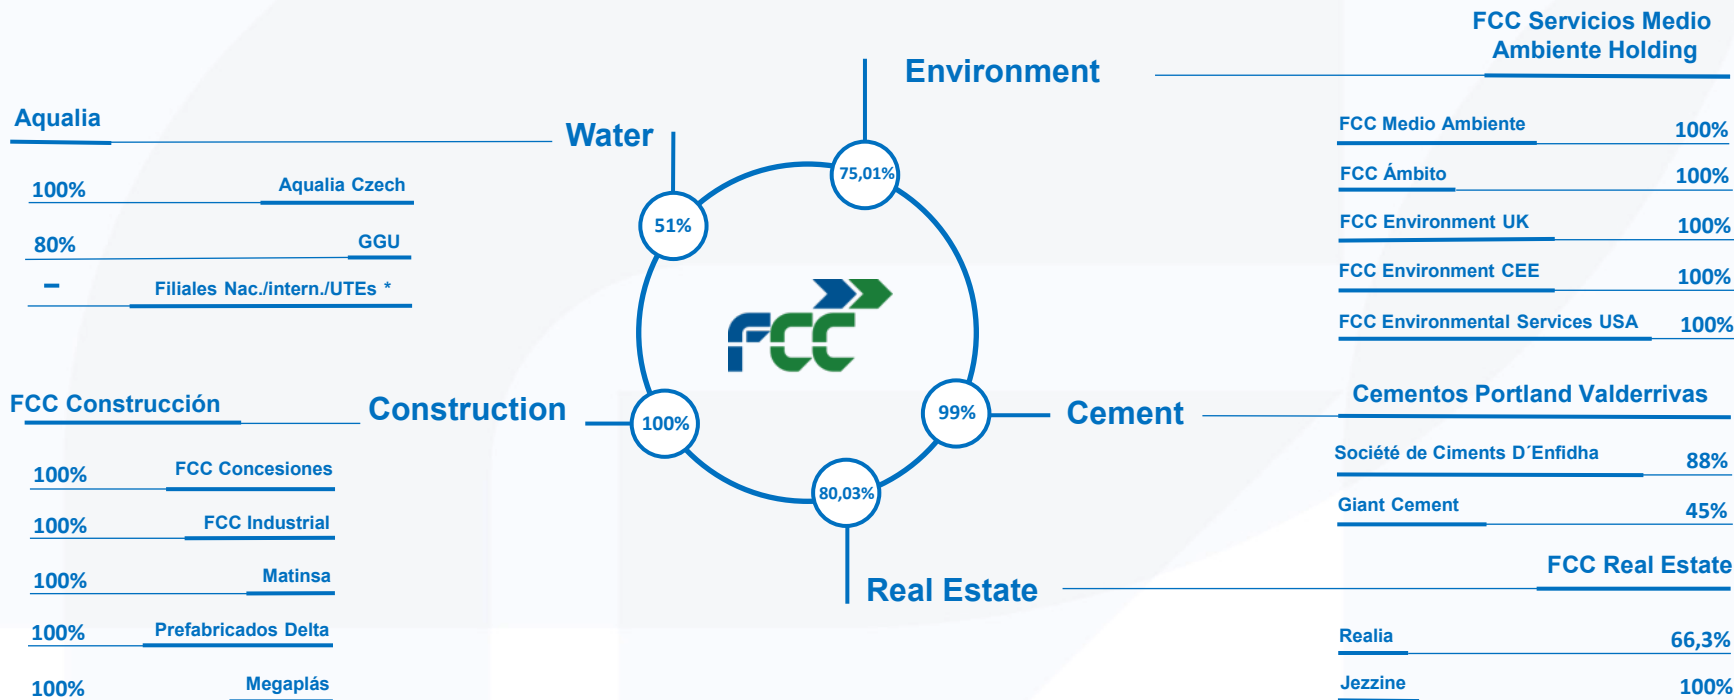 FCC Servicios Medio
Ambiente Holding
Environment
75,01%
FCC Medio Ambiente 100%
FCC Ámbito 100%
FCC Environment UK 100%
FCC Environment CEE 100%
FCC Environmental Services USA 100%
Aqualia
Water
51%
100% Aqualia Czech
80% GGU
– Filiales Nac./intern./UTEs *
FCC
FCC Construcción
Construction
100%
100% FCC Concesiones
100% FCC Industrial
100% Matinsa
100% Prefabricados Delta
100% Megaplás
99%
Cement
Cementos Portland Valderrivas
Société de Ciments D´Enfidha 88%
Giant Cement 45%
80,03%
Real Estate
FCC Real Estate
Realia 66,3%
Jezzine 100%